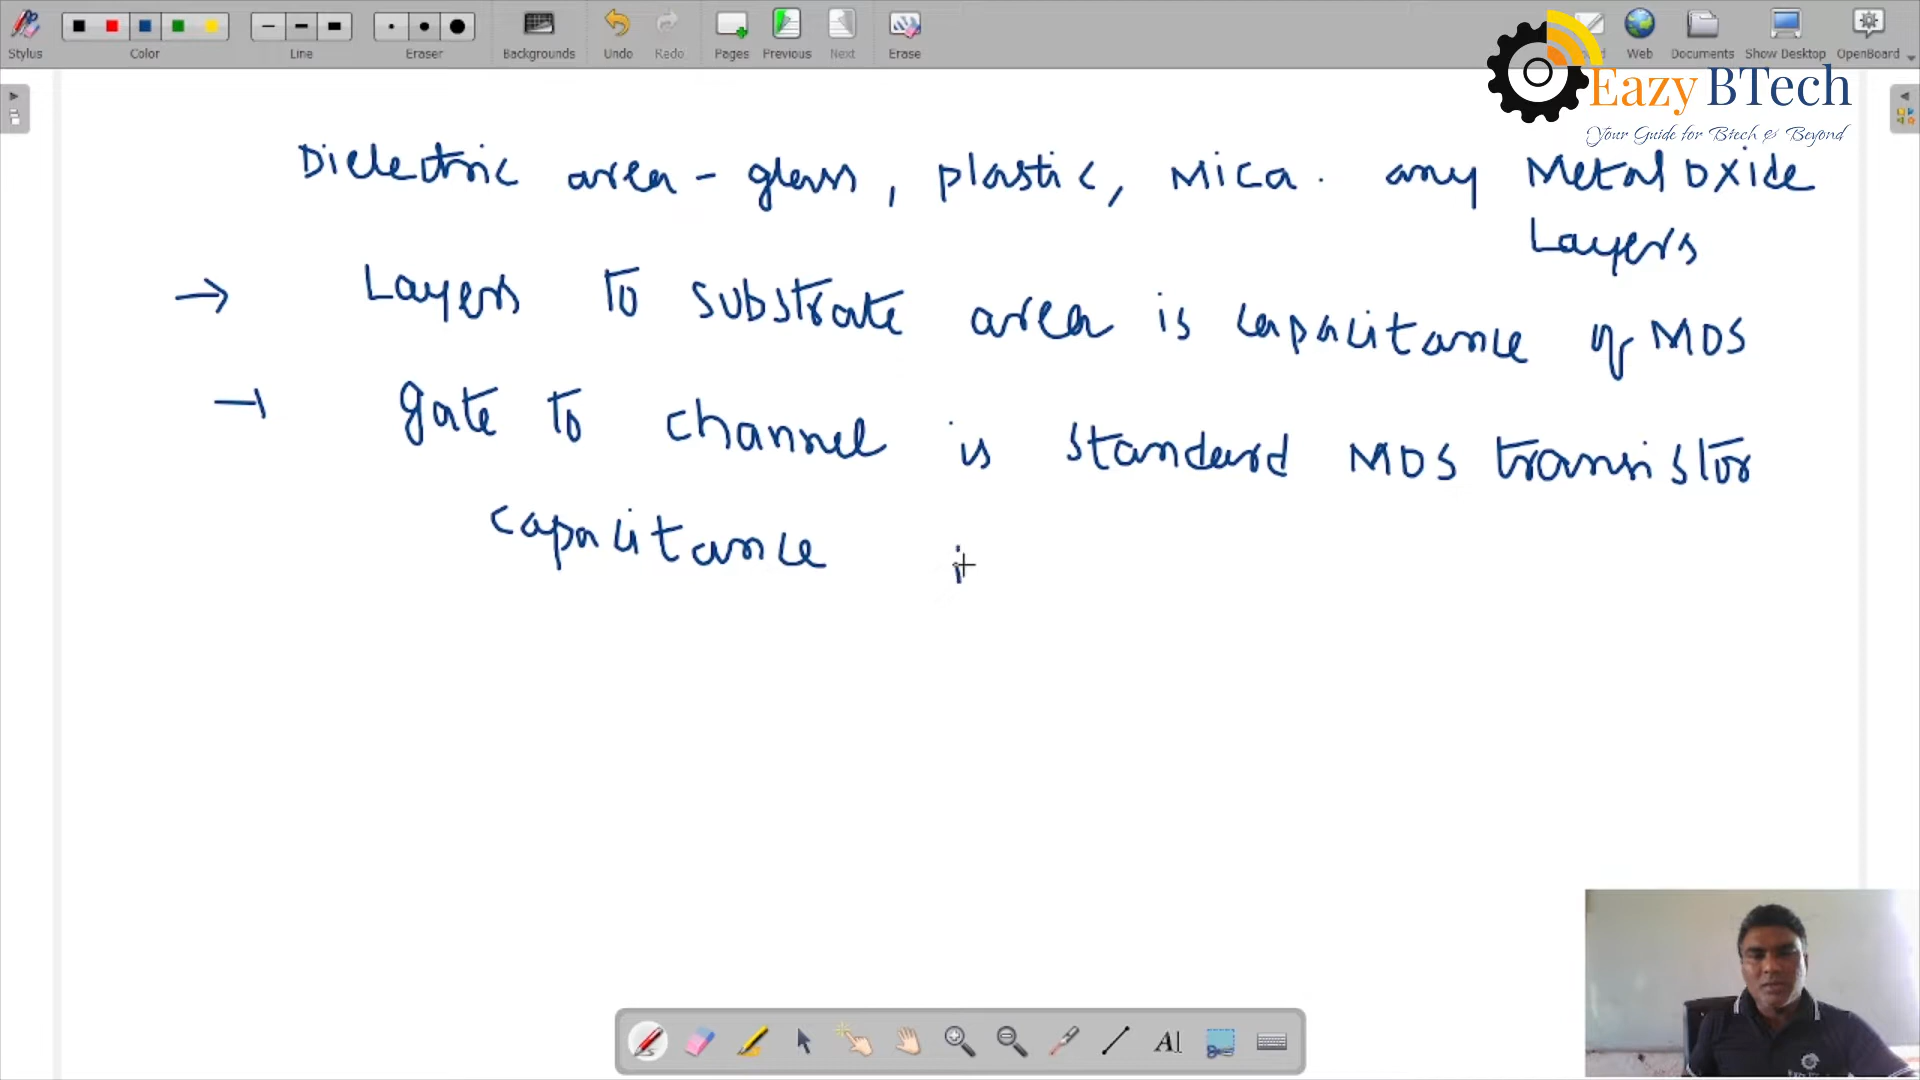 Stylus Color Line Eraser Backgrounds Undo Redo Pages Previous Next Erase Web Documents Show Desktop OpenBoard
Eazy BTech
Your Guide for Btech & Beyond
Dielectric area - glass, plastic, Mica. any Metal Oxide
Layers
→ Layers to substrate area is capacitance of MOS
→ gate to channel is standard MOS transistor
capacitance i
AI